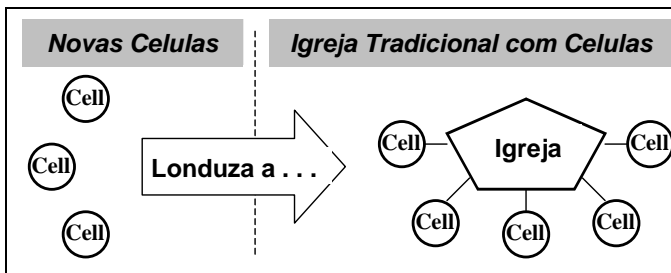 Novas Celulas
Igreja Tradicional com Celulas
Cell
Cell
Cell
Londuza a . . .
Igreja
Cell
Cell
Cell
Cell
Cell